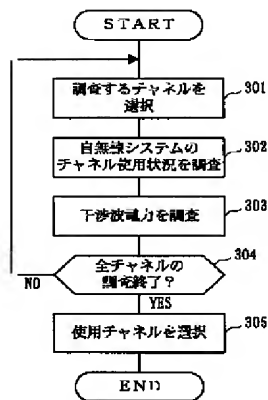 START
調査するチャネルを
選択
301
自無線システムの
チャネル使用状況を調査
302
干渉波電力を調査
303
全チャネルの
調査終了?
304
NO
YES
使用チャネルを選択
305
END